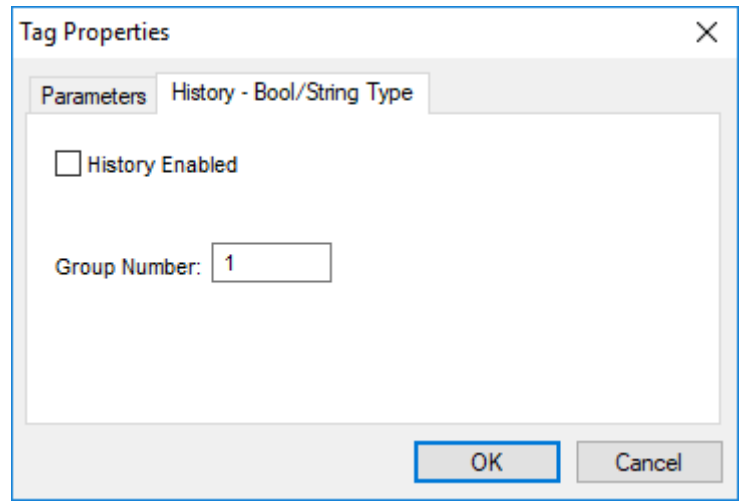 Tag Properties
Parameters History - Bool/String Type
History Enabled
Group Number: 1
OK Cancel